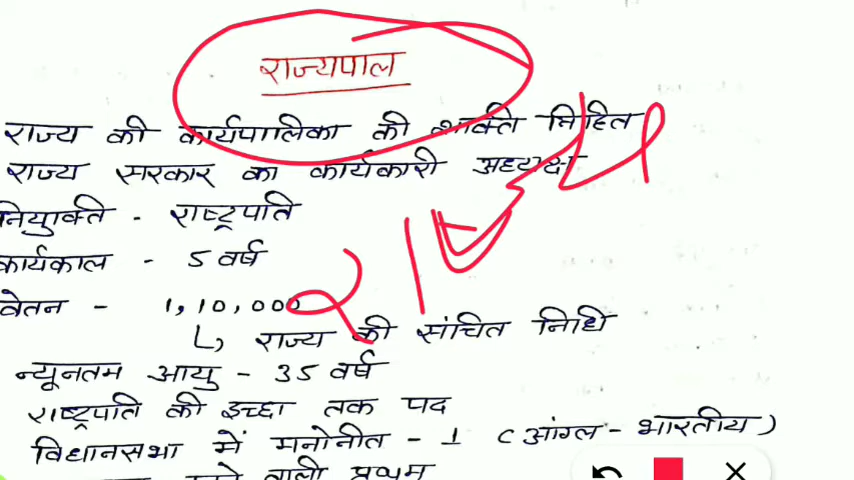 राज्यपाल
राज्य की कार्यपालिका की शक्ति निहित
राज्य सरकार का कार्यकारी अध्यक्ष
नियुक्ति - राष्ट्रपति
कार्यकाल - 5 वर्ष
वेतन - 1,10,000
राज्य की संचित निधि
न्यूनतम आयु - 35 वर्ष
राष्ट्रपति की इच्छा तक पद
विधानसभा में मनोनीत - 1 (आंग्ल - भारतीय)
वाली प्रथम